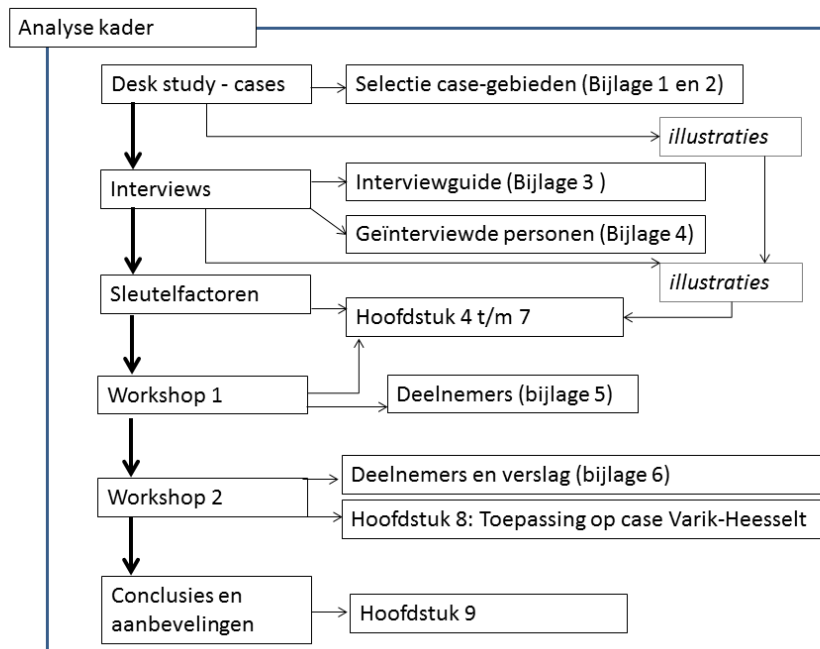 Analyse kader
Desk study - cases
Selectie case-gebieden (Bijlage 1 en 2)
illustraties
Interviews
Interviewguide (Bijlage 3 )
Geïnterviewde personen (Bijlage 4)
illustraties
Sleutelfactoren
Hoofdstuk 4 t/m 7
Workshop 1
Deelnemers (bijlage 5)
Workshop 2
Deelnemers en verslag (bijlage 6)
Hoofdstuk 8: Toepassing op case Varik-Heesselt
Conclusies en
aanbevelingen
Hoofdstuk 9